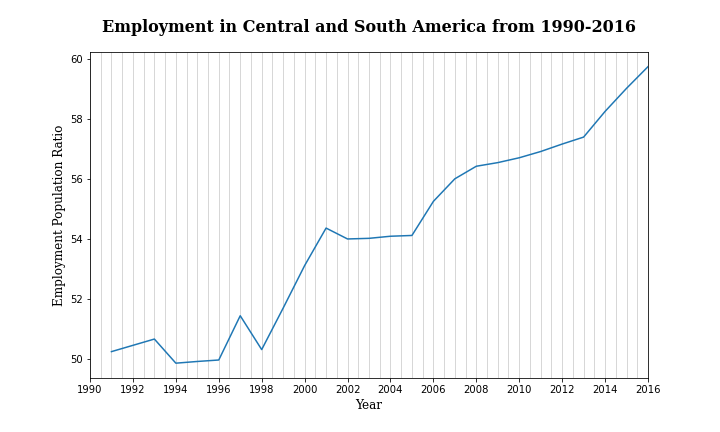 Employment in Central and South America from 1990-2016
Employment Population Ratio
60
58
56
54
52
50
1990 1992 1994 1996 1998 2000 2002 2004 2006 2008 2010 2012 2014 2016
Year